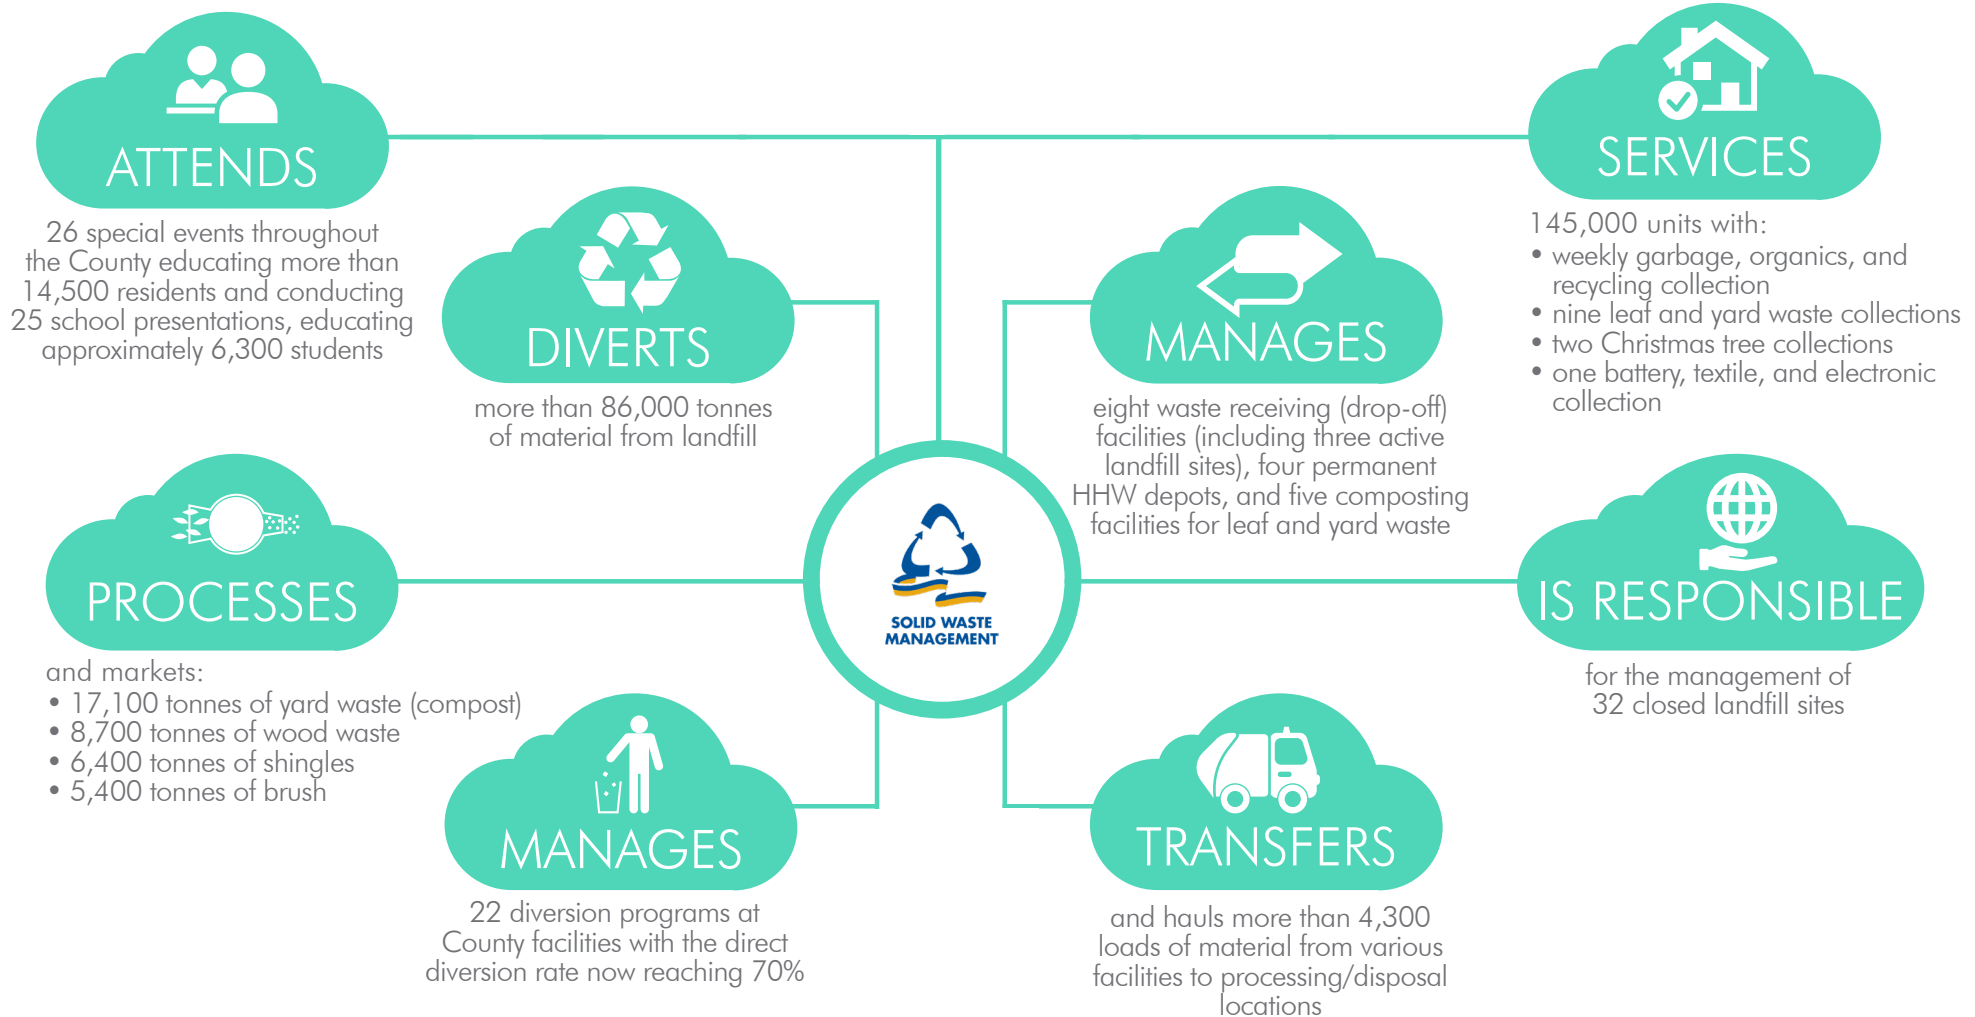 ATTENDS
26 special events throughout
the County educating more than
14,500 residents and conducting
25 school presentations, educating
approximately 6,300 students
DIVERTS
more than 86,000 tonnes
of material from landfill
MANAGES
eight waste receiving (drop-off)
facilities (including three active
landfill sites), four permanent
HHW depots, and five composting
facilities for leaf and yard waste
SERVICES
145,000 units with:
• weekly garbage, organics, and
recycling collection
• nine leaf and yard waste collections
• two Christmas tree collections
• one battery, textile, and electronic
collection
PROCESSES
and markets:
• 17,100 tonnes of yard waste (compost)
• 8,700 tonnes of wood waste
• 6,400 tonnes of shingles
• 5,400 tonnes of brush
SOLID WASTE
MANAGEMENT
IS RESPONSIBLE
for the management of
32 closed landfill sites
MANAGES
22 diversion programs at
County facilities with the direct
diversion rate now reaching 70%
TRANSFERS
and hauls more than 4,300
loads of material from various
facilities to processing/disposal
locations